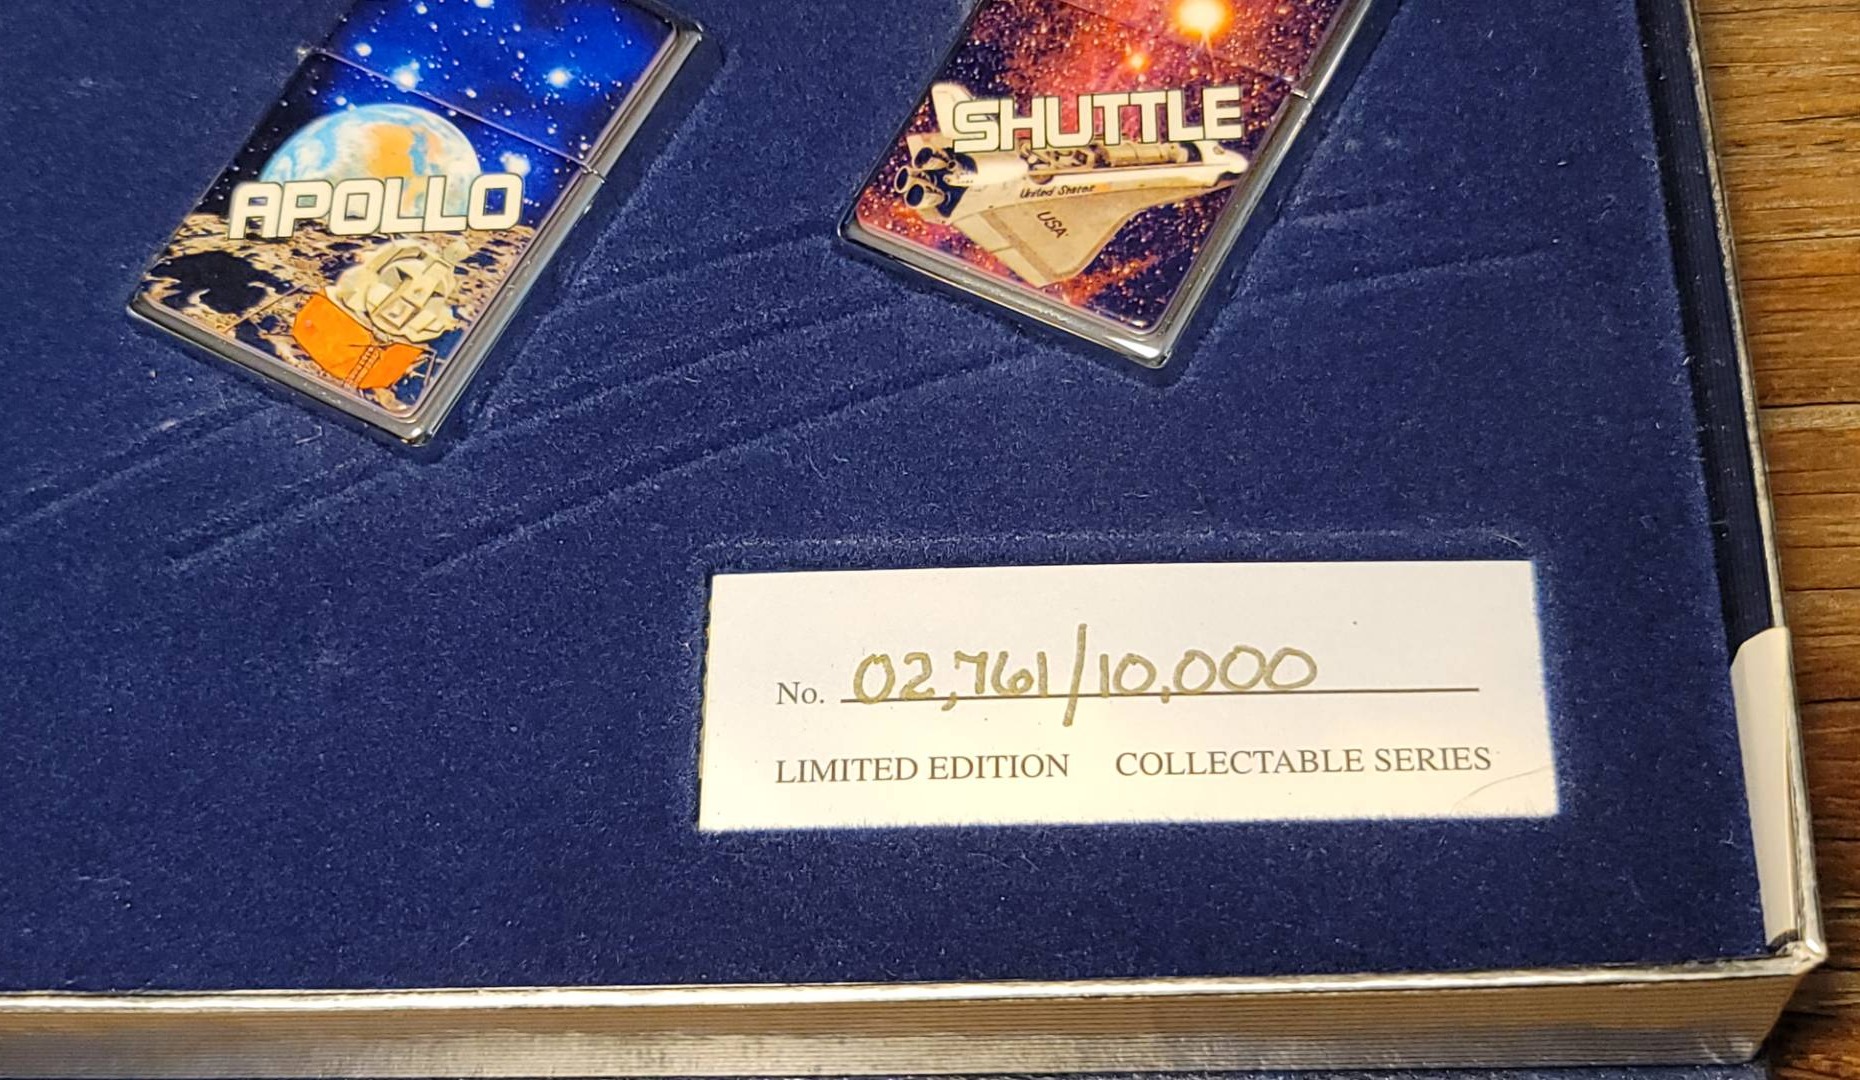 APOLLO
SHUTTLE
United States
USA
No. 02,761/10,000
LIMITED EDITION COLLECTABLE SERIES